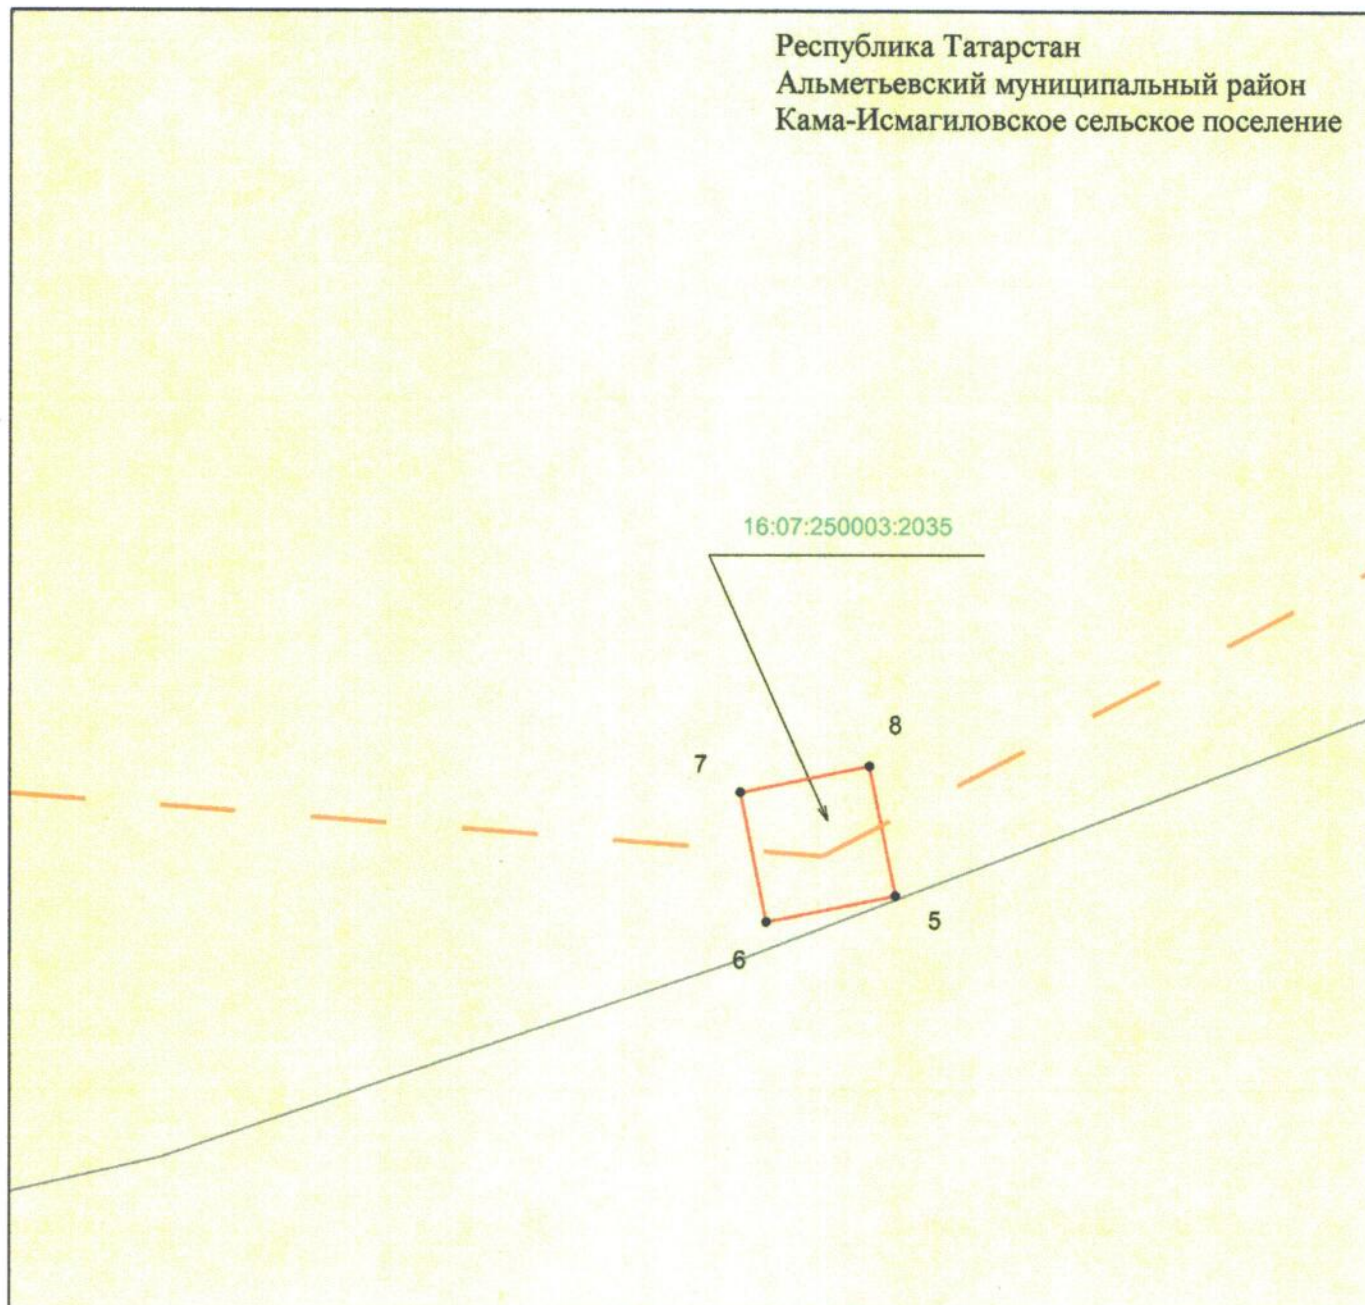 Республика Татарстан
Альметьевский муниципальный район
Кама-Исмагиловское сельское поселение
16:07:250003:2035
8
7
5
6